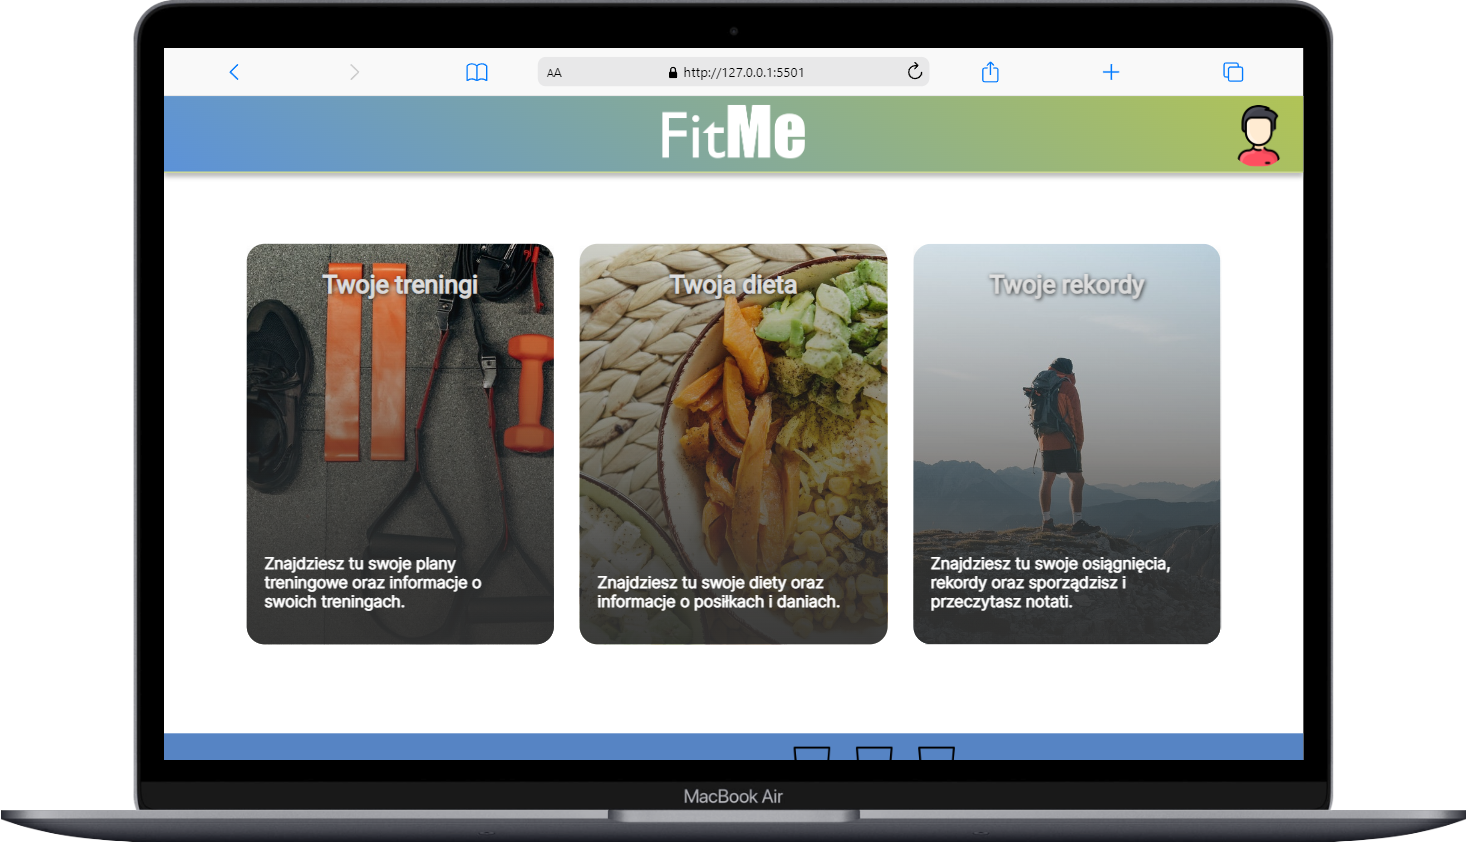 AA
http://127.0.0.1:5501
FitMe
Twoje treningi
Znajdziesz tu swoje plany
treningowe oraz informacje o
swoich treningach.
Twoja dieta
Znajdziesz tu swoje diety oraz
informacje o posiłkach i daniach.
Twoje rekordy
Znajdziesz tu swoje osiągnięcia,
rekordy oraz sporządzisz i
przeczytasz notati.
MacBook Air